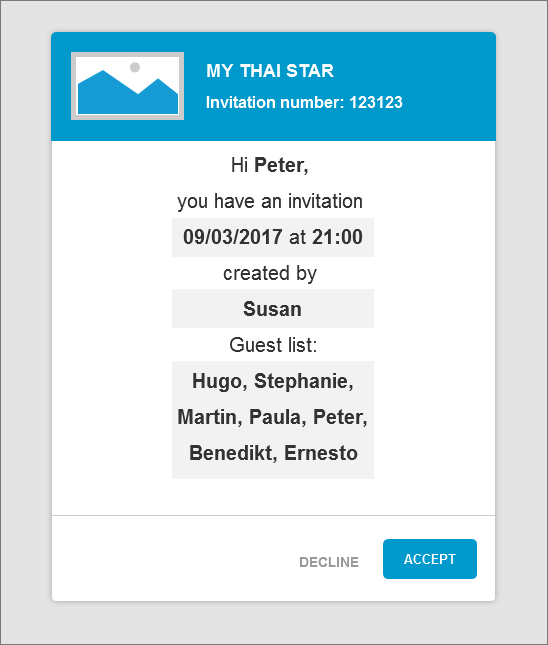 MY THAI STAR
Invitation number: 123123
Hi Peter,
you have an invitation
09/03/2017 at 21:00
created by
Susan
Guest list:
Hugo, Stephanie,
Martin, Paula, Peter,
Benedikt, Ernesto
DECLINE
ACCEPT